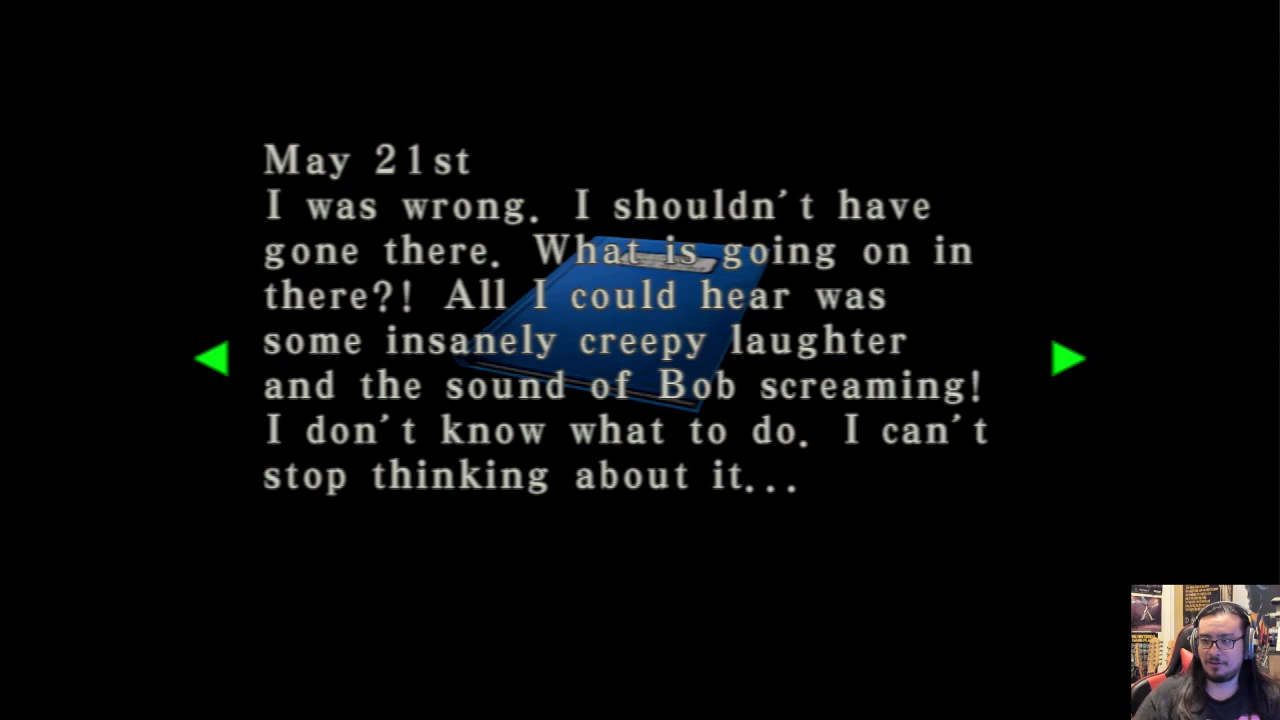 May 21st
I was wrong. I shouldn't have
gone there. What is going on in
there?! All I could hear was
some insanely creepy laughter
and the sound of Bob screaming!
I don't know what to do. I can't
stop thinking about it...